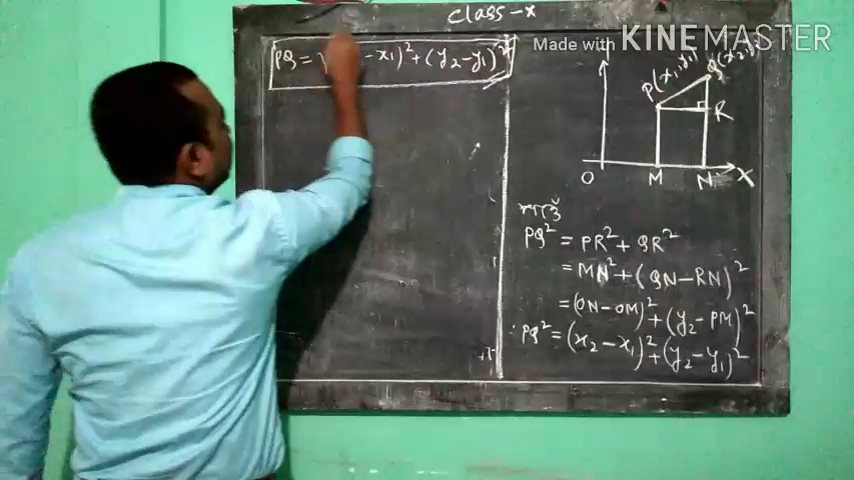 class-x
Made with KINEMASTER
PQ = √ - x₁)² + (y₂-y₁)²
P(x₁, y₁)
Q(x₂, y₂)
R
O M N X
PQ² = PR² + QR²
= MN² + (QN-RN)²
= (ON-OM)² + (y₂-PM)²
∴ PQ² = (x₂-x₁)² + (y₂-y₁)²